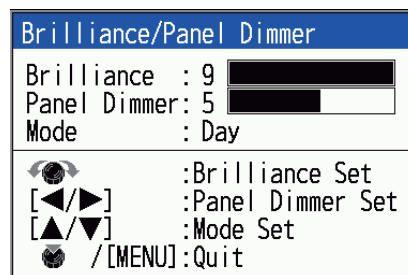 Brilliance/Panel Dimmer
Brilliance : 9
Panel Dimmer: 5
Mode : Day
:Brilliance Set
[◀/▶] :Panel Dimmer Set
[▲/▼] :Mode Set
/[MENU]:Quit